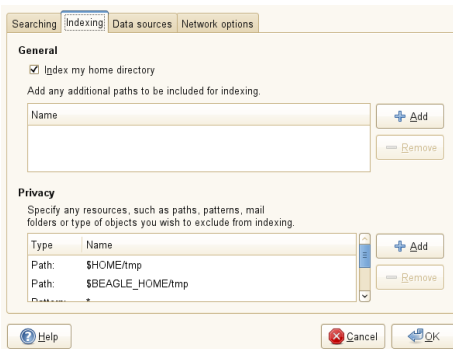 Searching Indexing Data sources Network options
General
Index my home directory
Add any additional paths to be included for indexing.
Name
Add
Remove
Privacy
Specify any resources, such as paths, patterns, mail
folders or type of objects you wish to exclude from indexing.
Type Name
Add
Path: $HOME/tmp
Remove
Path: $BEAGLE_HOME/tmp
Pattern: *
Help Cancel OK